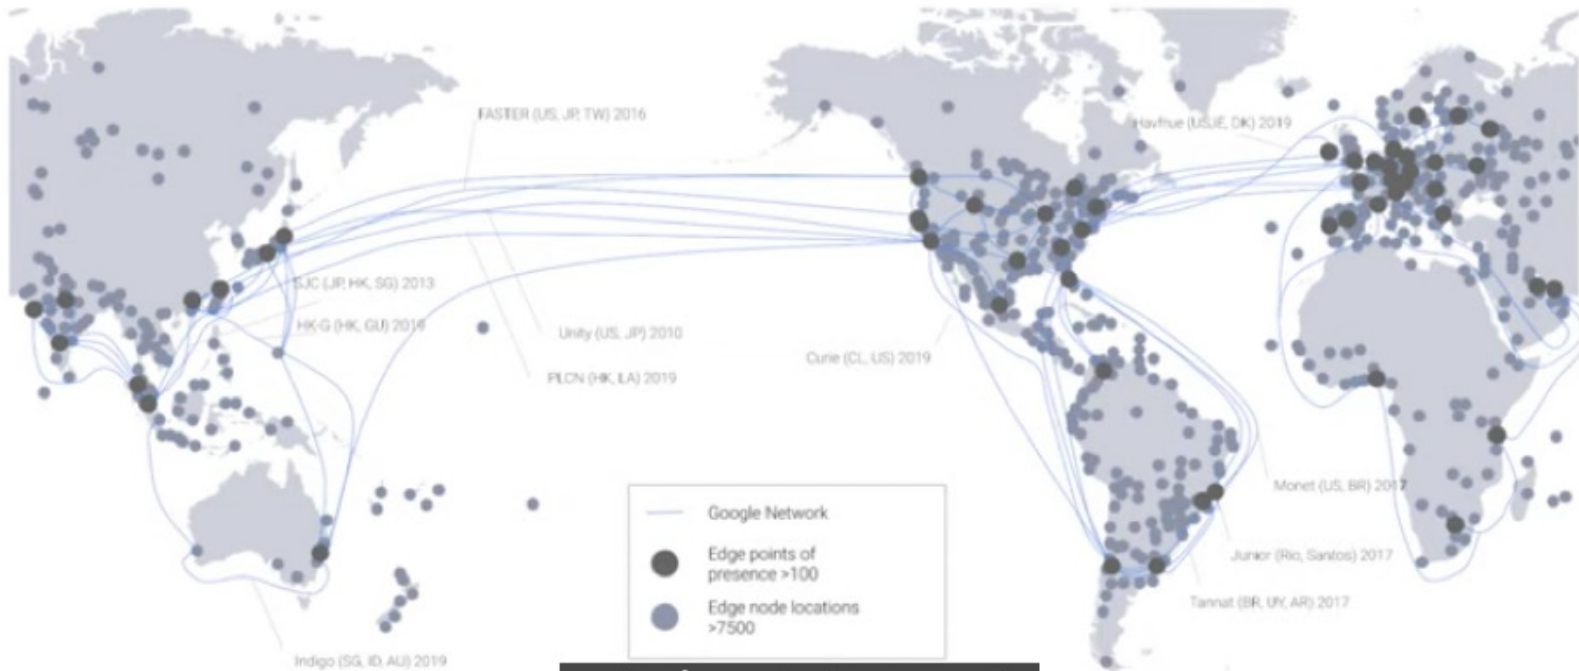 FASTER (US, JP, TW) 2016
Havfrue (US, IE, DK) 2019
SJC (JP, HK, SG) 2013
HK-G (HK, GU) 2019
Unity (US, JP) 2010
PLCN (HK, LA) 2019
Curie (CL, US) 2019
Monet (US, BR) 2017
Junior (Rio, Santos) 2017
Tannat (BR, UY, AR) 2017
Indigo (SG, ID, AU) 2019
Google Network
Edge points of
presence >100
Edge node locations
>7500